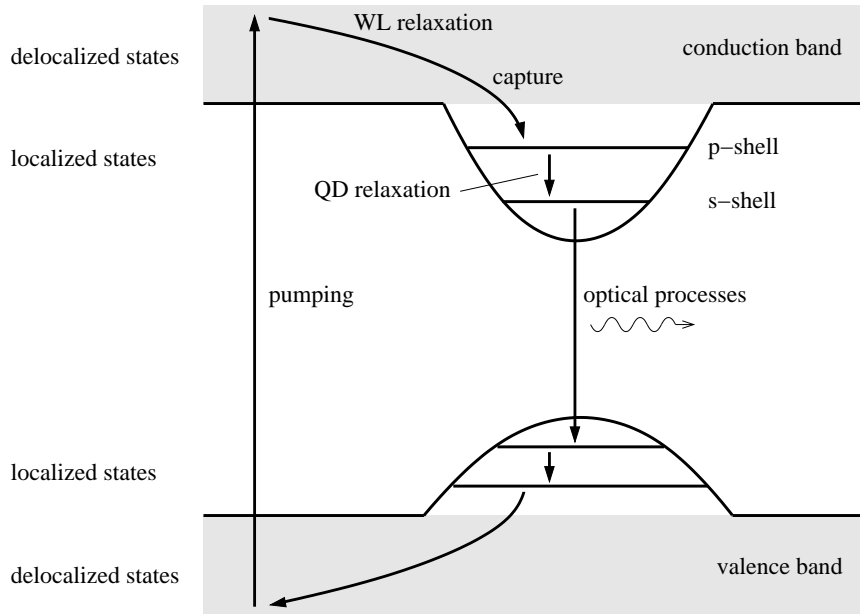 WL relaxation
delocalized states
conduction band
capture
localized states
p−shell
QD relaxation
s−shell
pumping
optical processes
localized states
delocalized states
valence band